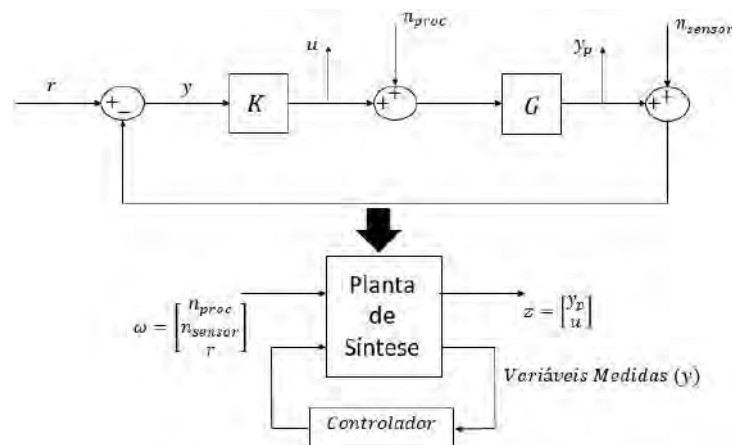 r
+
−
y
K
u
n_proc
+
+
G
y_p
n_sensor
+
+
Planta
de
Síntese
ω = [n_proc
n_sensor
r]
z = [y_p
u]
Variáveis Medidas (y)
Controlador